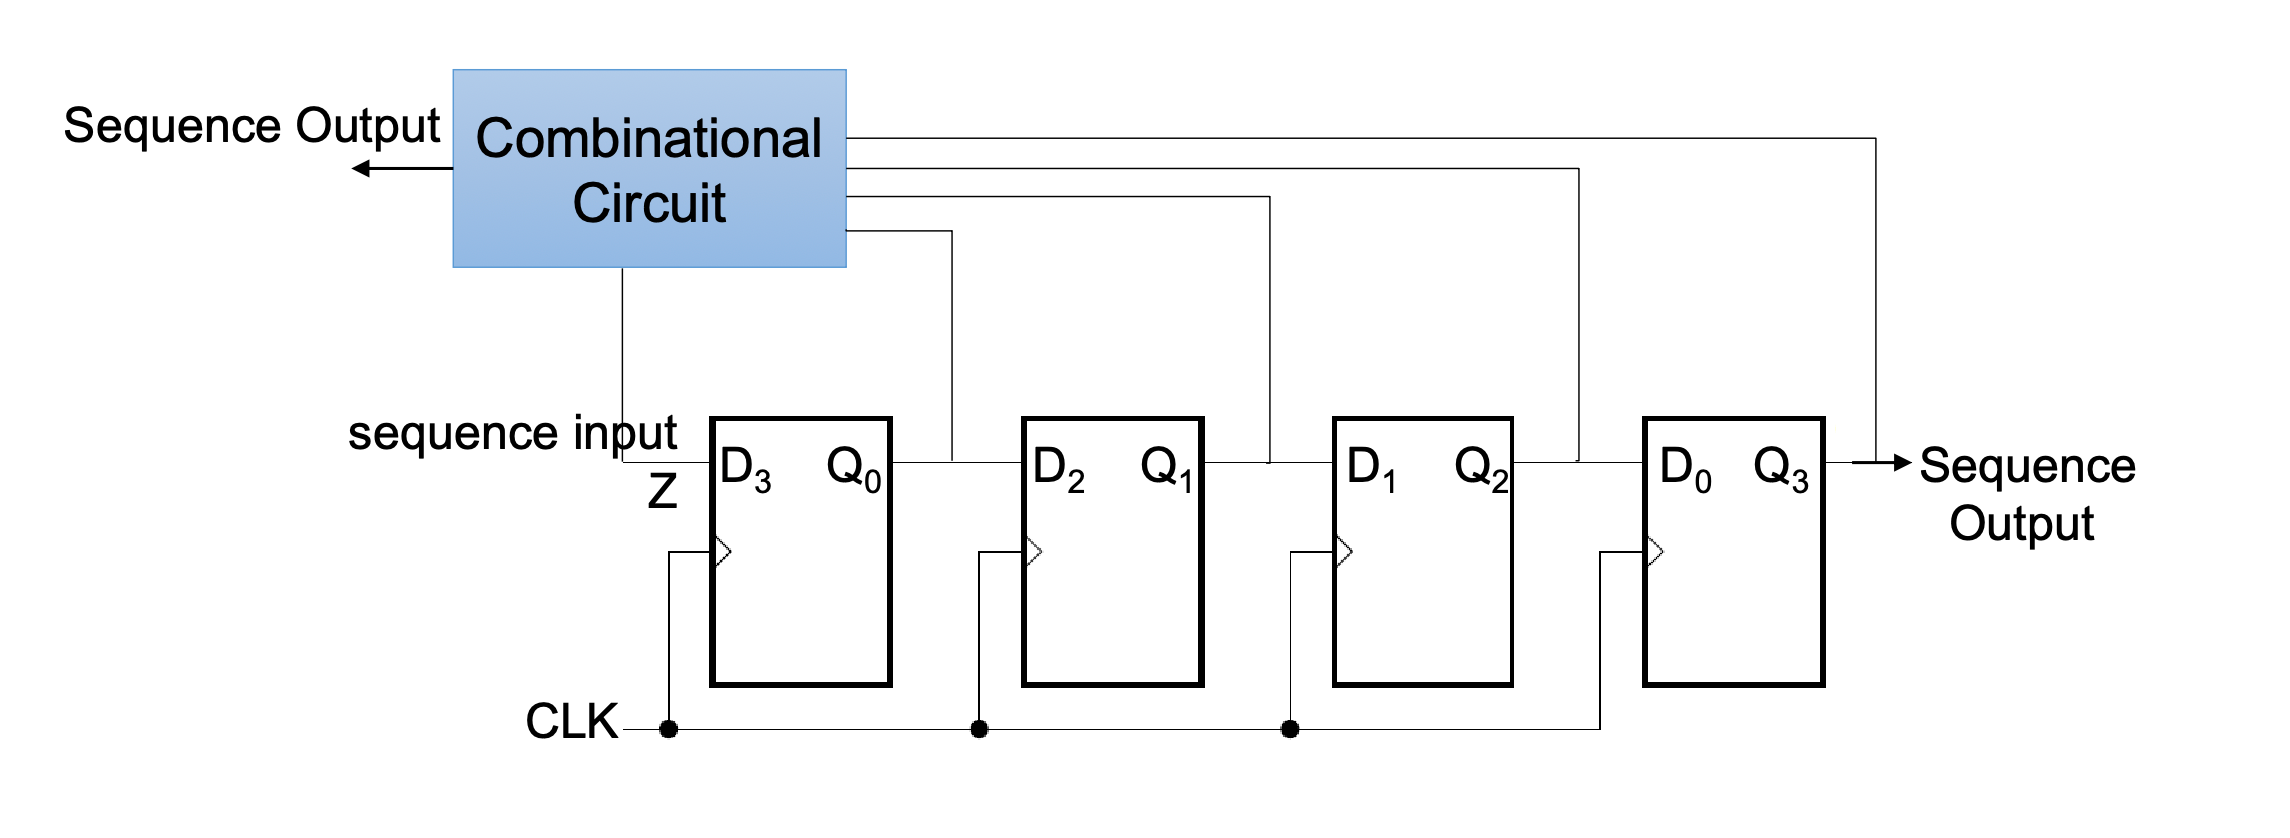 Sequence Output
Combinational
Circuit
sequence input
Z
D₃ Q₀
D₂ Q₁
D₁ Q₂
D₀ Q₃
Sequence
Output
CLK